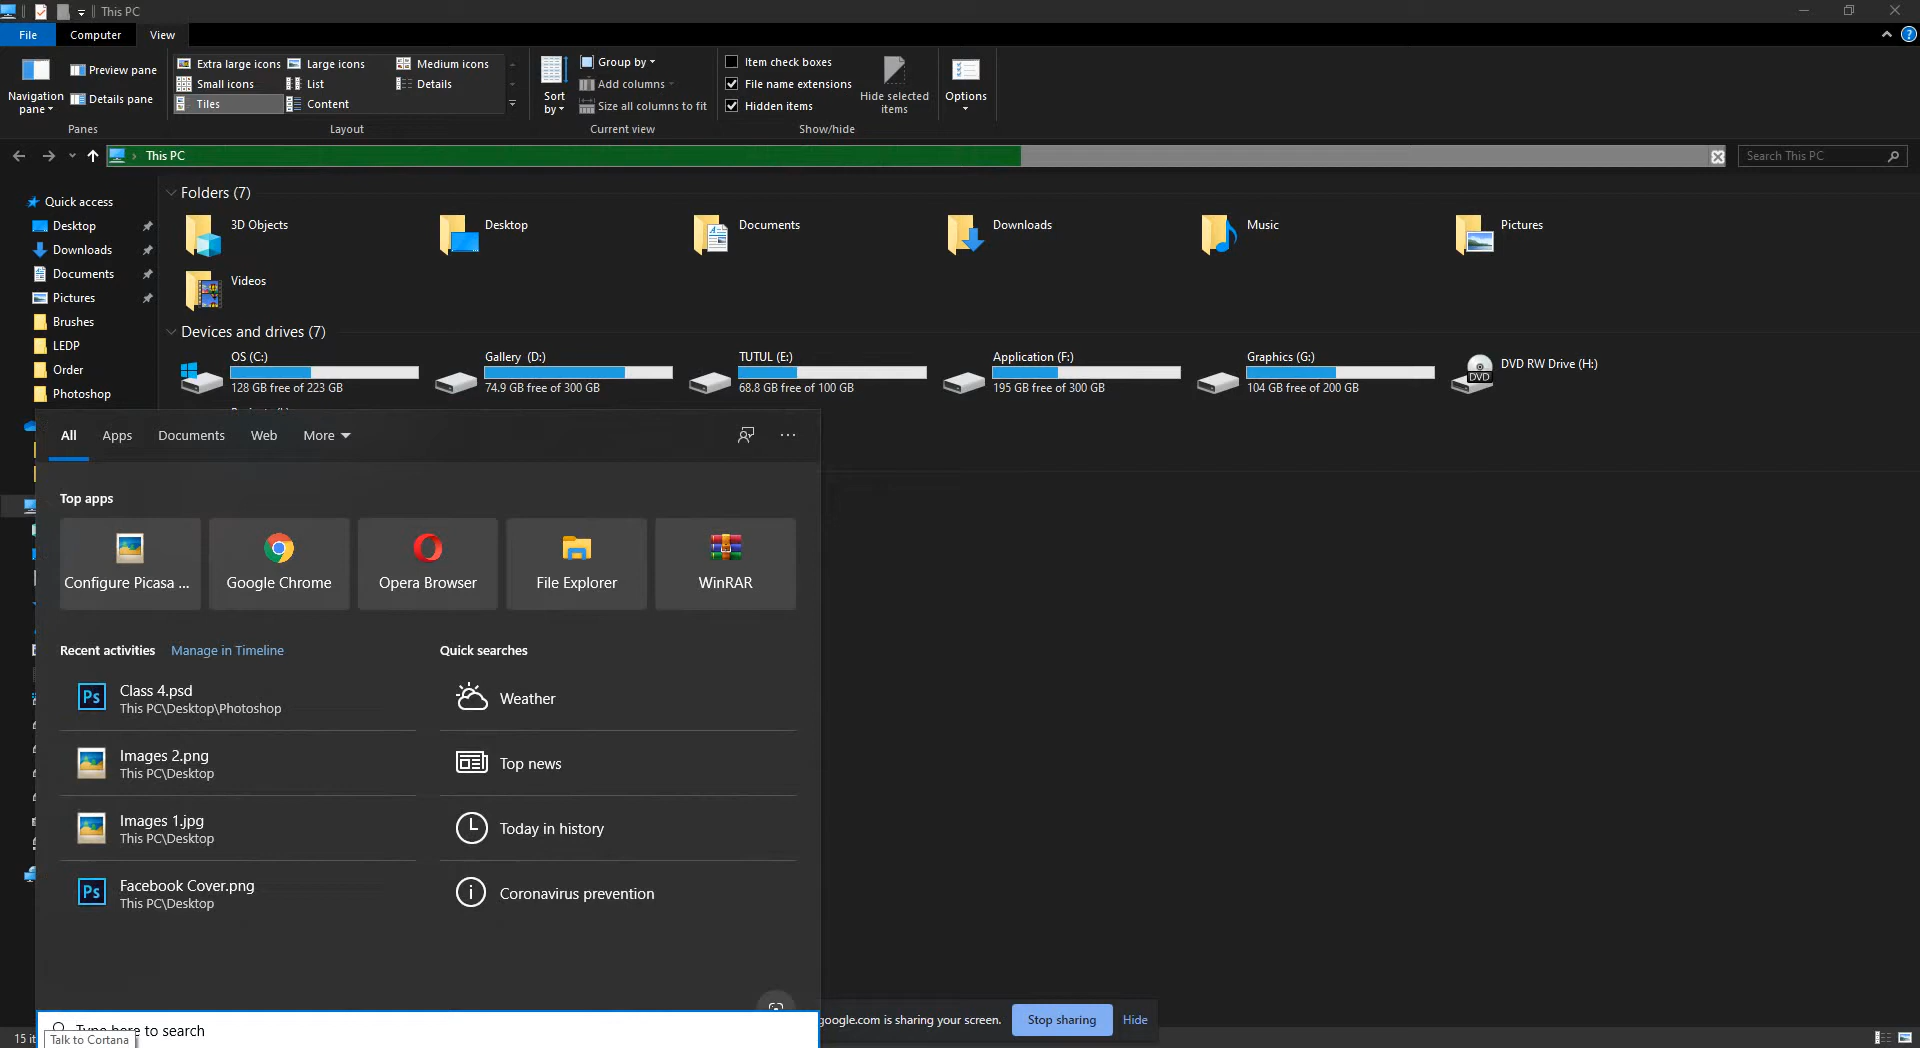 This PC
File
Computer
View
Navigation pane
Preview pane
Details pane
Panes
Extra large icons
Large icons
Medium icons
Small icons
List
Details
Tiles
Content
Layout
Sort by
Group by
Add columns
Size all columns to fit
Current view
Item check boxes
File name extensions
Hidden items
Hide selected items
Show/hide
Options
This PC
Search This PC
Quick access
Desktop
Downloads
Documents
Pictures
Brushes
LEDP
Order
Photoshop
Folders (7)
3D Objects
Desktop
Documents
Downloads
Music
Pictures
Videos
Devices and drives (7)
OS (C:)
128 GB free of 223 GB
Gallery (D:)
74.9 GB free of 300 GB
TUTUL (E:)
68.8 GB free of 100 GB
Application (F:)
195 GB free of 300 GB
Graphics (G:)
104 GB free of 200 GB
DVD RW Drive (H:)
DVD
All
Apps
Documents
Web
More
Top apps
Configure Picasa ...
Google Chrome
Opera Browser
File Explorer
WinRAR
Recent activities
Manage in Timeline
Ps
Class 4.psd
This PC\Desktop\Photoshop
Images 2.png
This PC\Desktop
Images 1.jpg
This PC\Desktop
Ps
Facebook Cover.png
This PC\Desktop
Quick searches
Weather
Top news
Today in history
Coronavirus prevention
Type here to search
Talk to Cortana
15
google.com is sharing your screen.
Stop sharing
Hide